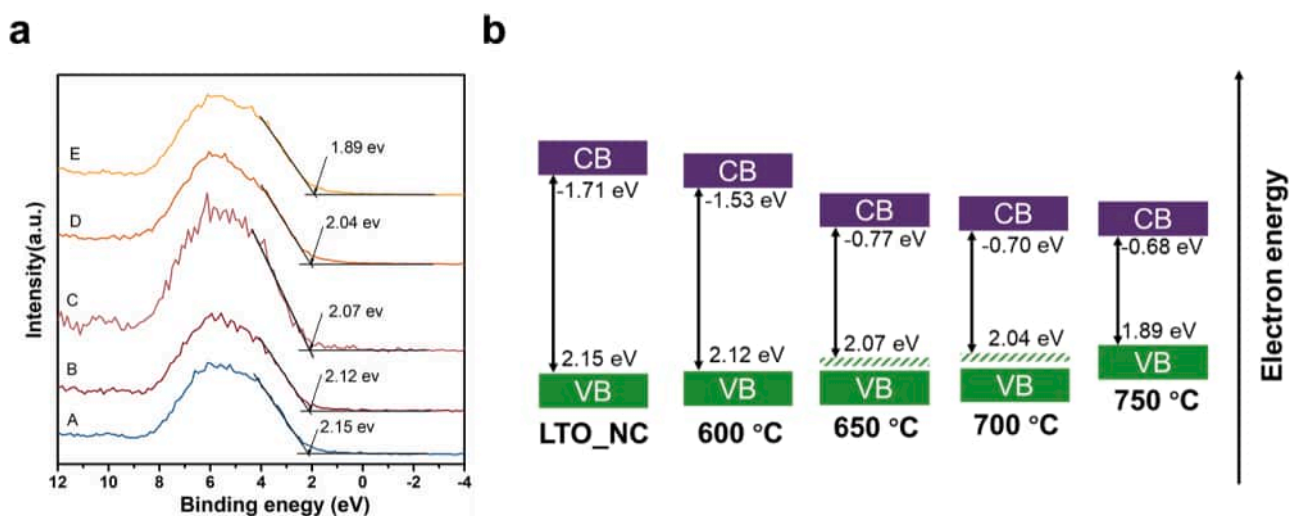 a
Intensity(a.u.)
E
1.89 ev
D
2.04 ev
C
2.07 ev
B
2.12 ev
A
2.15 ev
12 10 8 6 4 2 0 -2 -4
Binding enegy (eV)
b
CB CB CB CB CB
-1.71 eV -1.53 eV -0.77 eV -0.70 eV -0.68 eV
2.15 eV 2.12 eV 2.07 eV 2.04 eV 1.89 eV
VB VB VB VB VB
LTO_NC 600 °C 650 °C 700 °C 750 °C
Electron energy